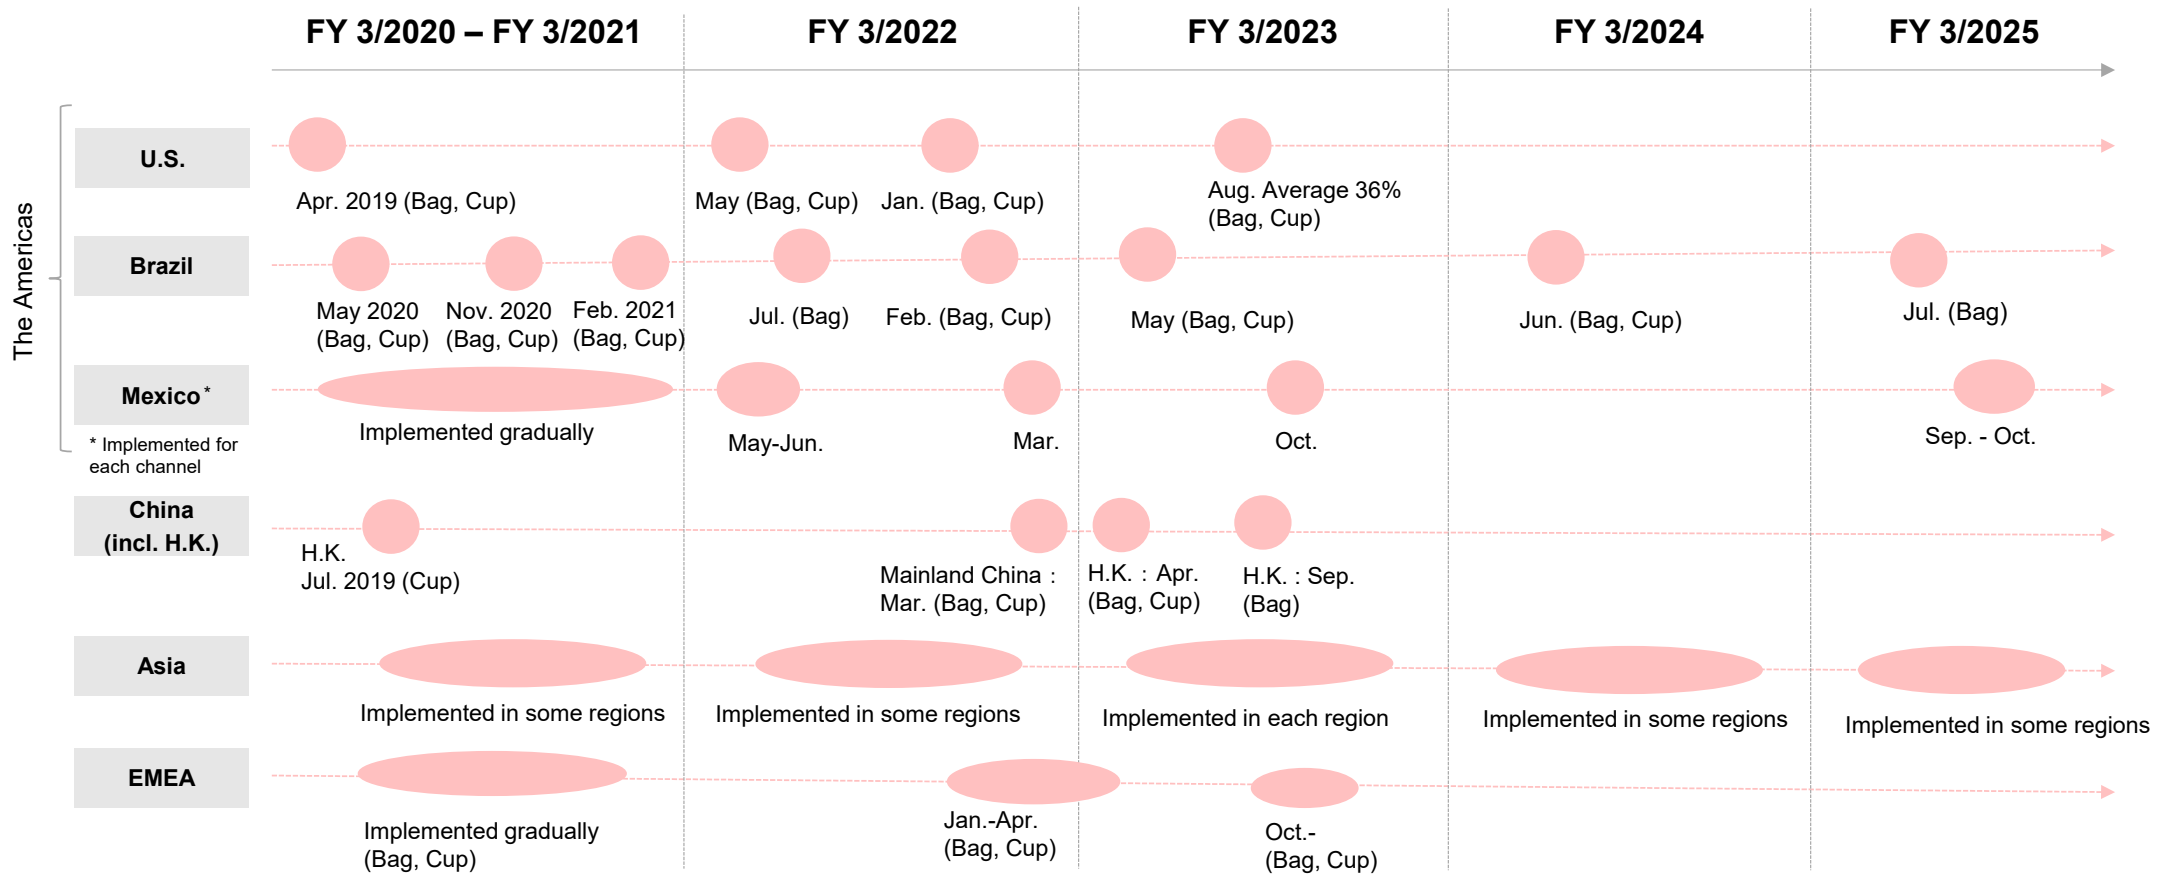 FY 3/2020 – FY 3/2021
FY 3/2022
FY 3/2023
FY 3/2024
FY 3/2025
The Americas
U.S.
Apr. 2019 (Bag, Cup)
May (Bag, Cup)
Jan. (Bag, Cup)
Aug. Average 36%
(Bag, Cup)
Brazil
May 2020
(Bag, Cup)
Nov. 2020
(Bag, Cup)
Feb. 2021
(Bag, Cup)
Jul. (Bag)
Feb. (Bag, Cup)
May (Bag, Cup)
Jun. (Bag, Cup)
Jul. (Bag)
Mexico*
* Implemented for
each channel
Implemented gradually
May-Jun.
Mar.
Oct.
Sep. - Oct.
China
(incl. H.K.)
H.K.
Jul. 2019 (Cup)
Mainland China :
Mar. (Bag, Cup)
H.K. : Apr.
(Bag, Cup)
H.K. : Sep.
(Bag)
Asia
Implemented in some regions
Implemented in some regions
Implemented in each region
Implemented in some regions
Implemented in some regions
EMEA
Implemented gradually
(Bag, Cup)
Jan.-Apr.
(Bag, Cup)
Oct.-
(Bag, Cup)